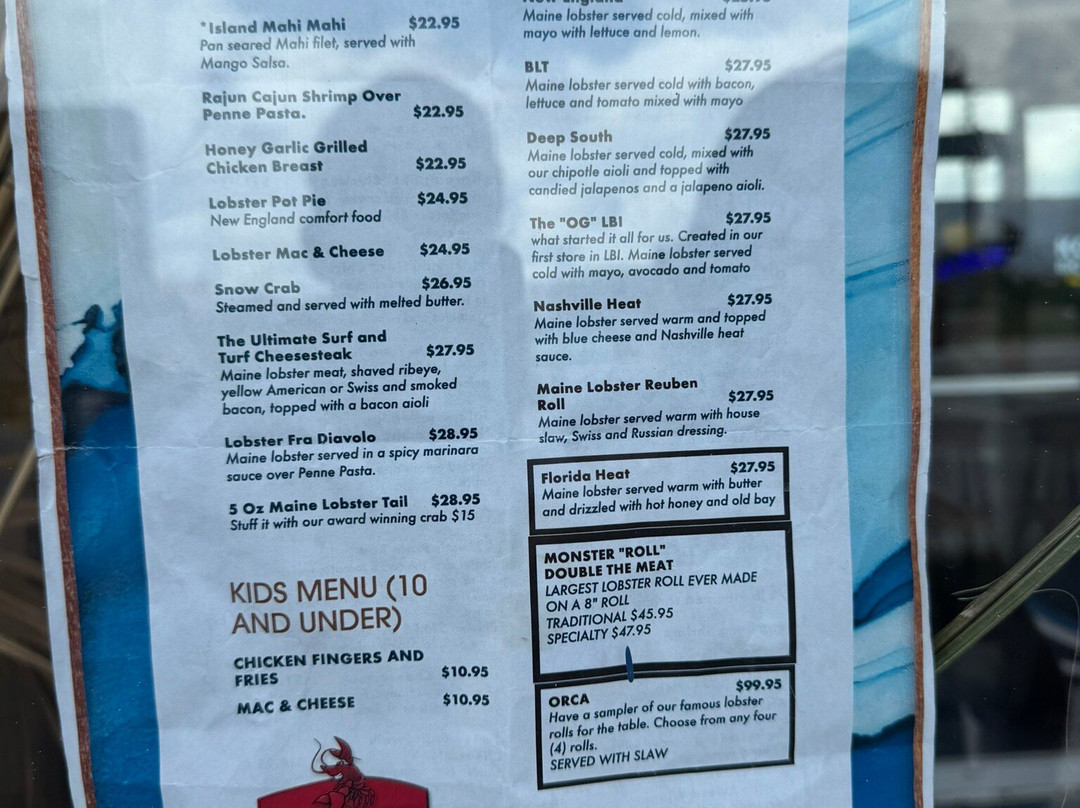 *Island Mahi Mahi $22.95
Pan seared Mahi filet, served with
Mango Salsa.
Rajun Cajun Shrimp Over
Penne Pasta. $22.95
Honey Garlic Grilled
Chicken Breast $22.95
Lobster Pot Pie $24.95
New England comfort food
Lobster Mac & Cheese $24.95
Snow Crab $26.95
Steamed and served with melted butter.
The Ultimate Surf and
Turf Cheesesteak $27.95
Maine lobster meat, shaved ribeye,
yellow American or Swiss and smoked
bacon, topped with a bacon aioli
Lobster Fra Diavolo $28.95
Maine lobster served in a spicy marinara
sauce over Penne Pasta.
5 Oz Maine Lobster Tail $28.95
Stuff it with our award winning crab $15
KIDS MENU (10
AND UNDER)
CHICKEN FINGERS AND
FRIES $10.95
MAC & CHEESE $10.95
New England
Maine lobster served cold, mixed with
mayo with lettuce and lemon.
BLT $27.95
Maine lobster served cold with bacon,
lettuce and tomato mixed with mayo
Deep South $27.95
Maine lobster served cold, mixed with
our chipotle aioli and topped with
candied jalapenos and a jalapeno aioli.
The "OG" LBI $27.95
what started it all for us. Created in our
first store in LBI. Maine lobster served
cold with mayo, avocado and tomato
Nashville Heat $27.95
Maine lobster served warm and topped
with blue cheese and Nashville heat
sauce.
Maine Lobster Reuben
Roll $27.95
Maine lobster served warm with house
slaw, Swiss and Russian dressing.
Florida Heat $27.95
Maine lobster served warm with butter
and drizzled with hot honey and old bay
MONSTER "ROLL"
DOUBLE THE MEAT
LARGEST LOBSTER ROLL EVER MADE
ON A 8" ROLL
TRADITIONAL $45.95
SPECIALTY $47.95
ORCA $99.95
Have a sampler of our famous lobster
rolls for the table. Choose from any four
(4) rolls.
SERVED WITH SLAW